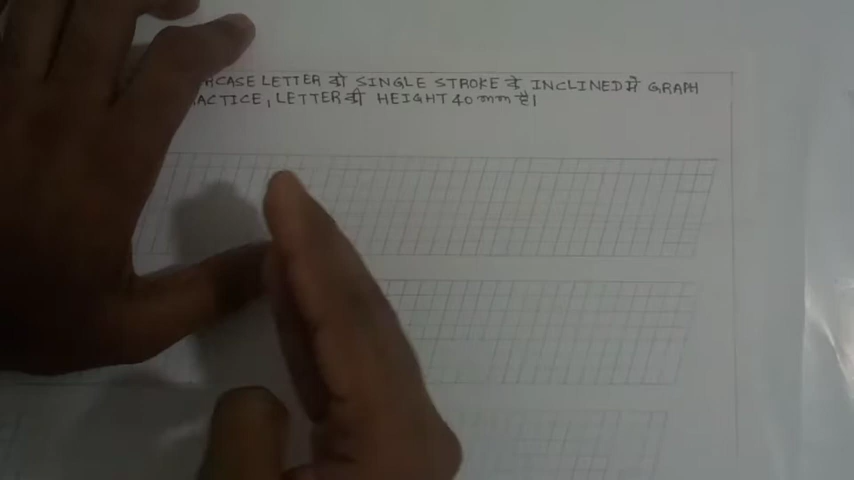 CASE LETTER को SINGLE STROKE के INCLINED में GRAPH
ACTICE, LETTER की HEIGHT 40 mm है।